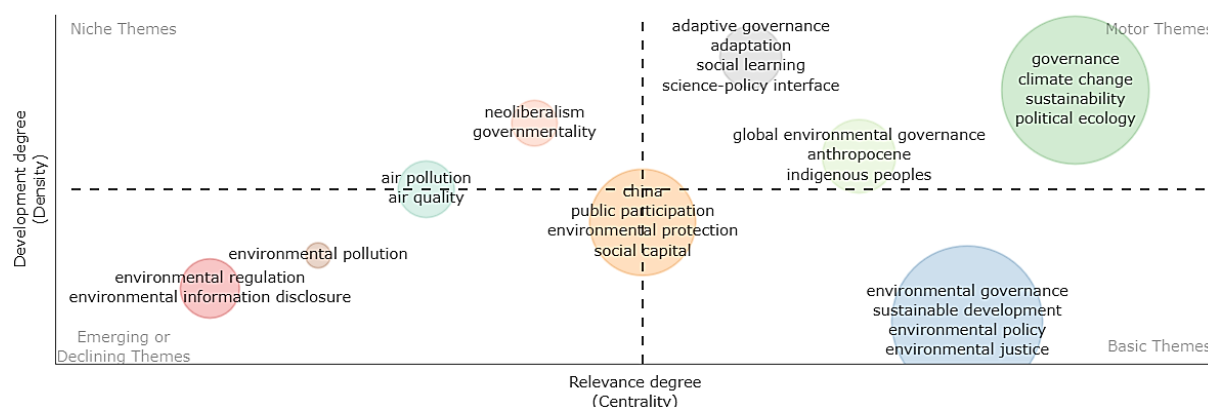 Niche Themes
Motor Themes
adaptive governance
adaptation
social learning
science-policy interface
governance
climate change
sustainability
political ecology
neoliberalism
governmentality
global environmental governance
anthropocene
indigenous peoples
air pollution
air quality
china
public participation
environmental protection
social capital
environmental pollution
environmental regulation
environmental information disclosure
environmental governance
sustainable development
environmental policy
environmental justice
Emerging or
Declining Themes
Basic Themes
Development degree
(Density)
Relevance degree
(Centrality)